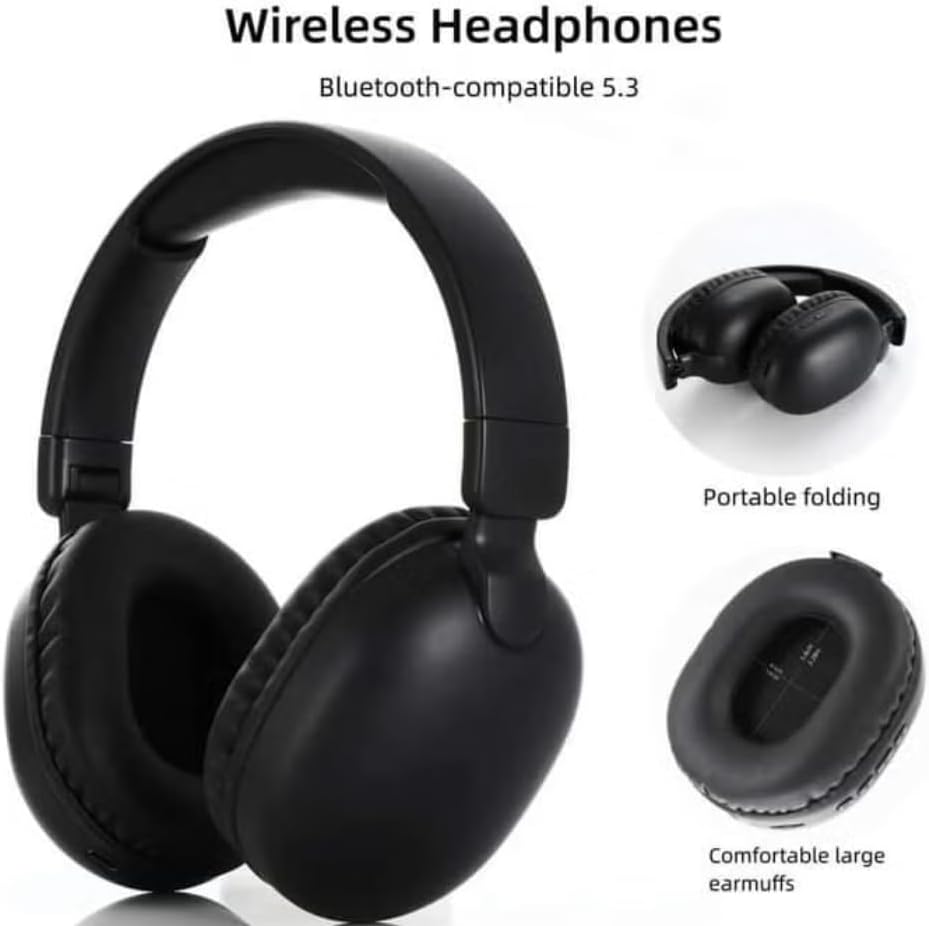 Wireless Headphones
Bluetooth-compatible 5.3
Portable folding
Comfortable large
earmuffs